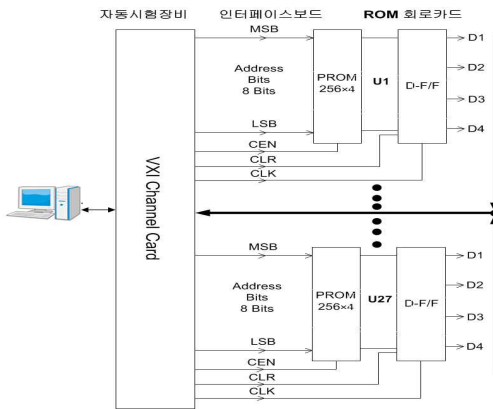 자동시험장비 인터페이스보드 ROM 회로카드
MSB
Address
Bits
8 Bits
LSB
CEN
CLR
CLK
PROM
256×4
U1
D-F/F
D1
D2
D3
D4
VXI Channel Card
MSB
Address
Bits
8 Bits
LSB
CEN
CLR
CLK
PROM
256×4
U27
D-F/F
D1
D2
D3
D4